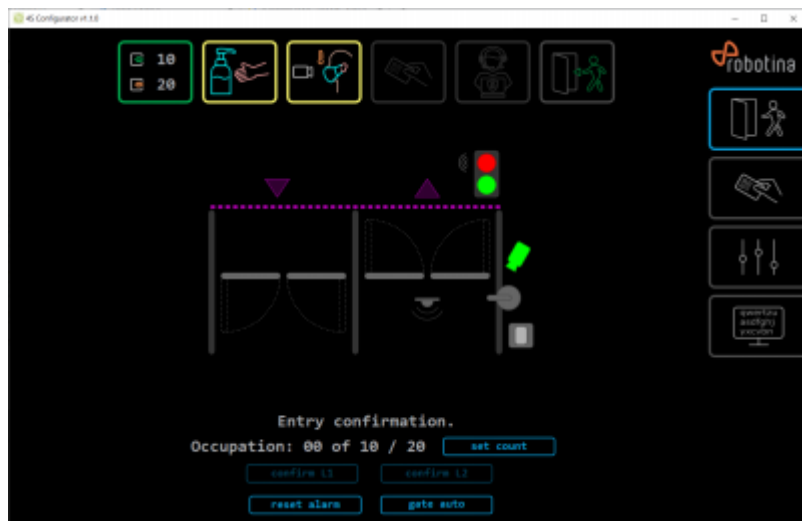 4S Configurator v1.1.0
10
20
robotina
Entry confirmation.
Occupation: 00 of 10 / 20
set count
confirm L1
confirm L2
reset alarm
gate auto